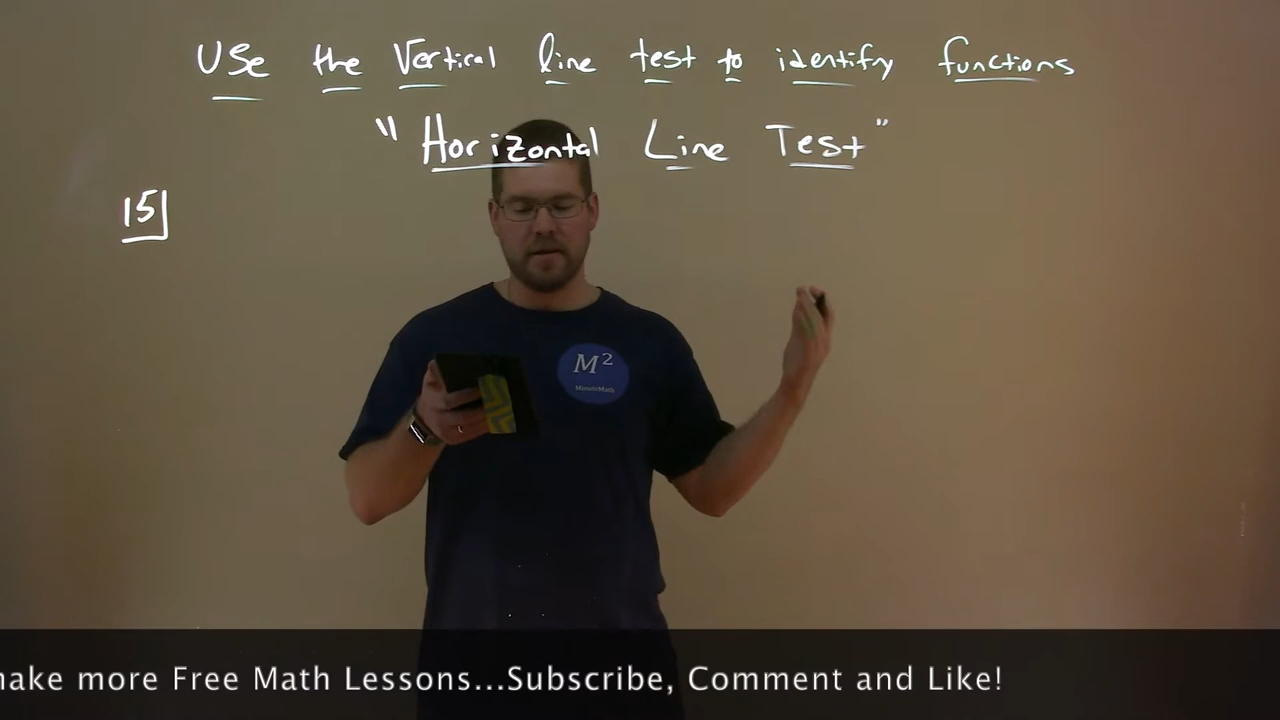 Use the Vertical line test to identify functions
"Horizontal Line Test"
15
M²
MinuteMath
make more Free Math Lessons...Subscribe, Comment and Like!